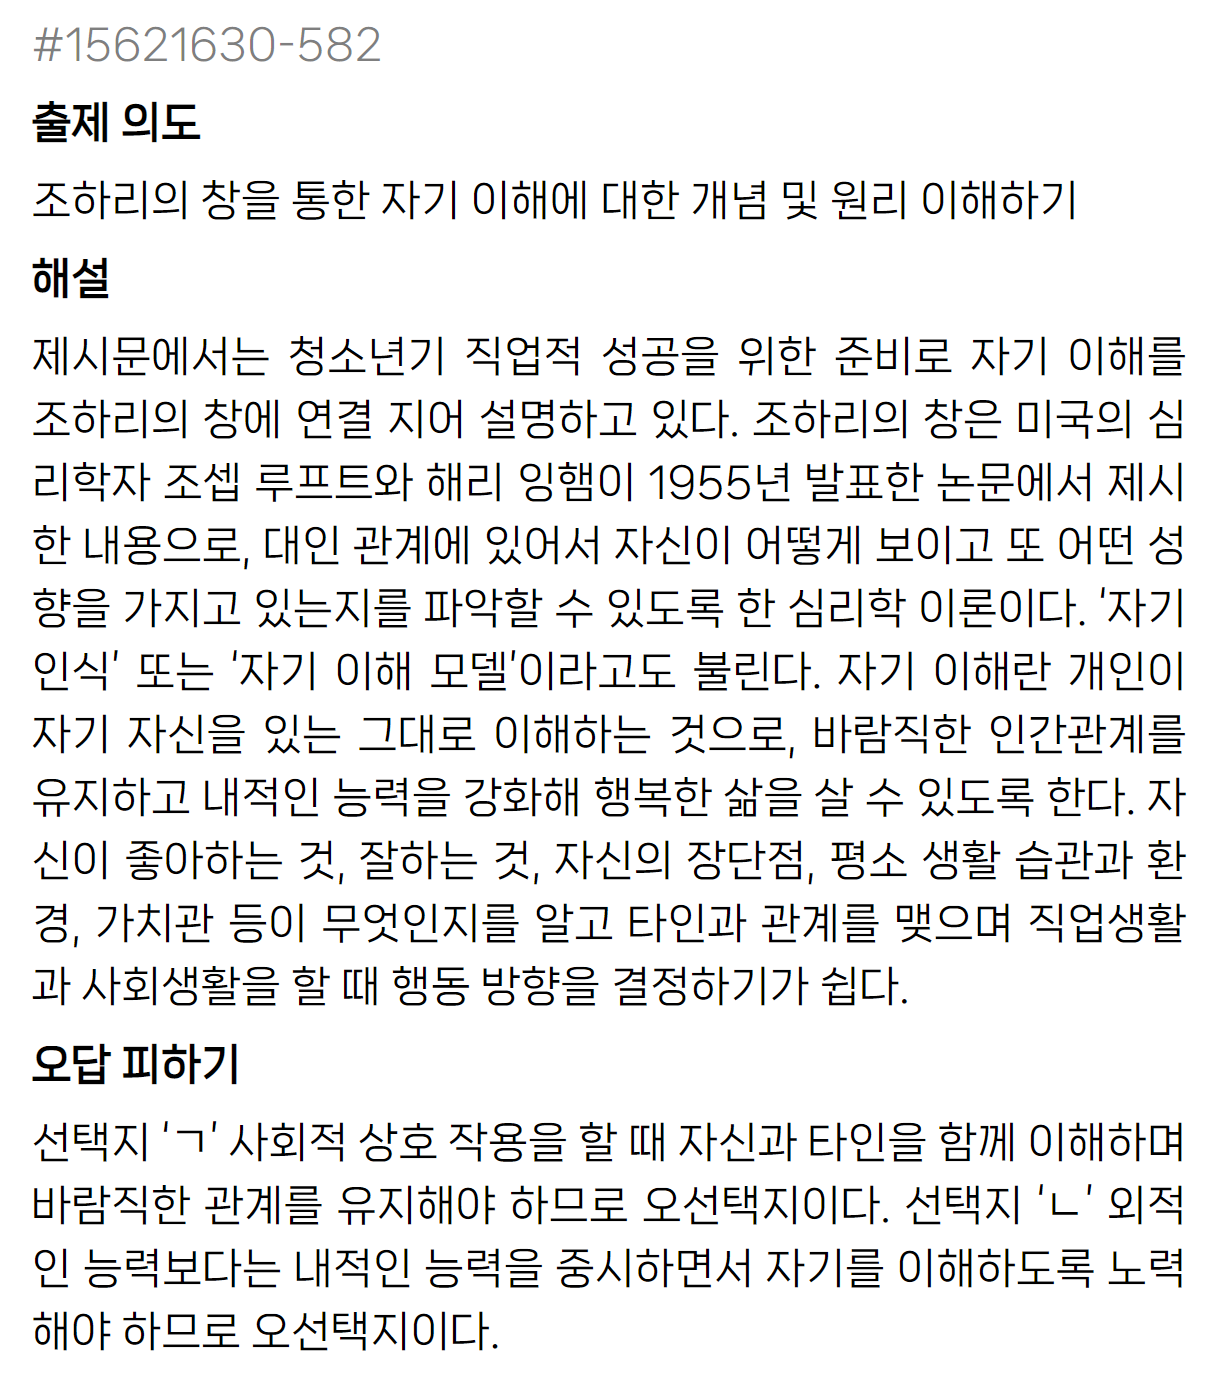 #15621630-582
출제 의도
조하리의 창을 통한 자기 이해에 대한 개념 및 원리 이해하기
해설
제시문에서는 청소년기 직업적 성공을 위한 준비로 자기 이해를
조하리의 창에 연결 지어 설명하고 있다. 조하리의 창은 미국의 심
리학자 조셉 루프트와 해리 잉햄이 1955년 발표한 논문에서 제시
한 내용으로, 대인 관계에 있어서 자신이 어떻게 보이고 또 어떤 성
향을 가지고 있는지를 파악할 수 있도록 한 심리학 이론이다. ‘자기
인식’ 또는 ‘자기 이해 모델’이라고도 불린다. 자기 이해란 개인이
자기 자신을 있는 그대로 이해하는 것으로, 바람직한 인간관계를
유지하고 내적인 능력을 강화해 행복한 삶을 살 수 있도록 한다. 자
신이 좋아하는 것, 잘하는 것, 자신의 장단점, 평소 생활 습관과 환
경, 가치관 등이 무엇인지를 알고 타인과 관계를 맺으며 직업생활
과 사회생활을 할 때 행동 방향을 결정하기가 쉽다.
오답 피하기
선택지 ‘ㄱ’ 사회적 상호 작용을 할 때 자신과 타인을 함께 이해하며
바람직한 관계를 유지해야 하므로 오선택지이다. 선택지 ‘ㄴ’ 외적
인 능력보다는 내적인 능력을 중시하면서 자기를 이해하도록 노력
해야 하므로 오선택지이다.